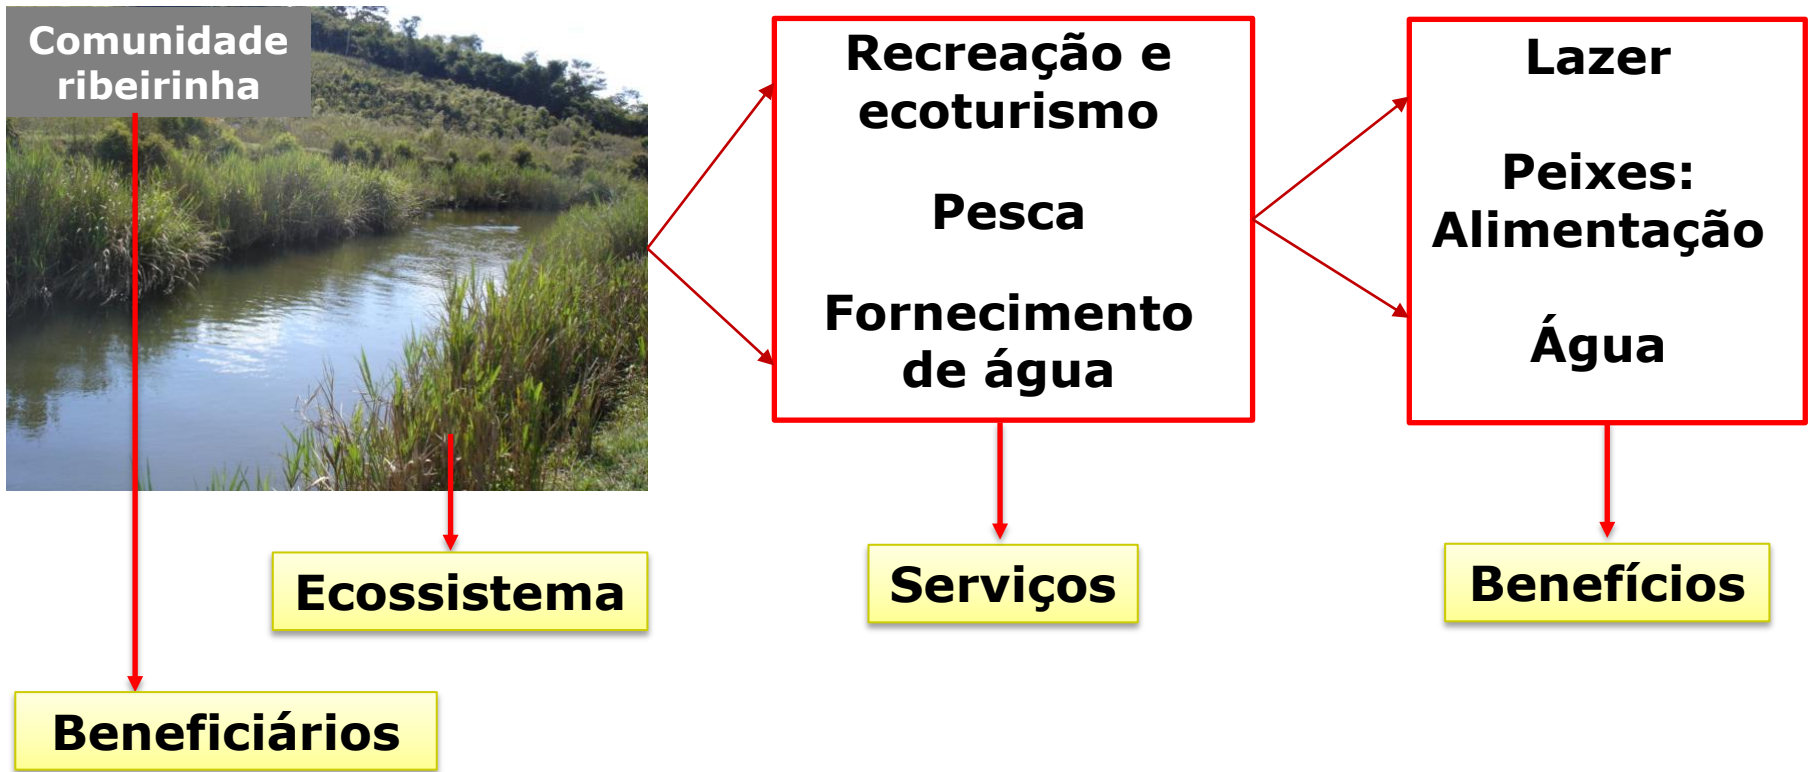 Comunidade
ribeirinha
Recreação e
ecoturismo
Pesca
Fornecimento
de água
Lazer
Peixes:
Alimentação
Água
Ecossistema
Serviços
Benefícios
Beneficiários